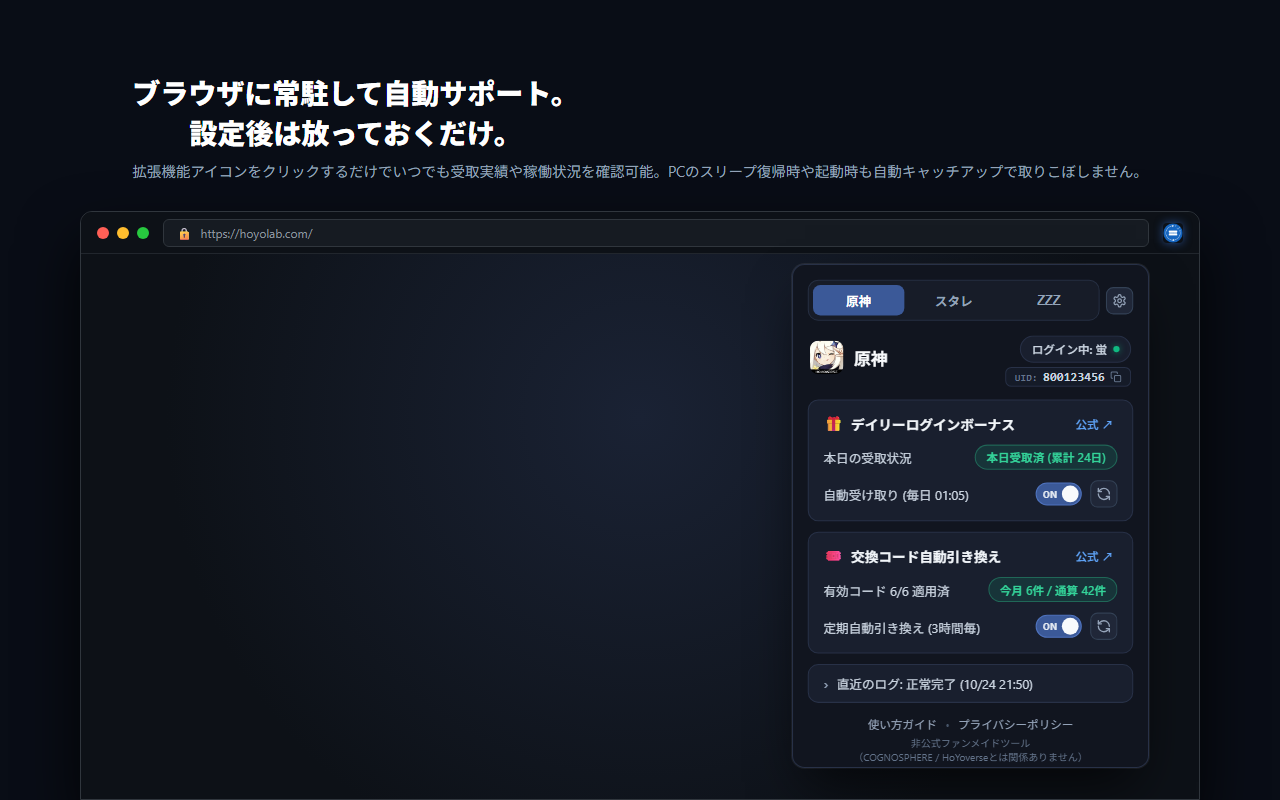 ブラウザに常駐して自動サポート。
設定後は放っておくだけ。
拡張機能アイコンをクリックするだけでいつでも受取実績や稼働状況を確認可能。PCのスリープ復帰時や起動時も自動キャッチアップで取りこぼしません。
https://hoyolab.com/
原神 スタレ ZZZ
原神
ログイン中: 蛍
UID: 800123456
デイリーログインボーナス 公式 ↗
本日の受取状況 本日受取済 (累計 24日)
自動受け取り (毎日 01:05) ON
交換コード自動引き換え 公式 ↗
有効コード 6/6 適用済 今月 6件 / 通算 42件
定期自動引き換え (3時間毎) ON
› 直近のログ: 正常完了 (10/24 21:50)
使い方ガイド • プライバシーポリシー
非公式ファンメイドツール
(COGNOSPHERE / HoYoverseとは関係ありません)